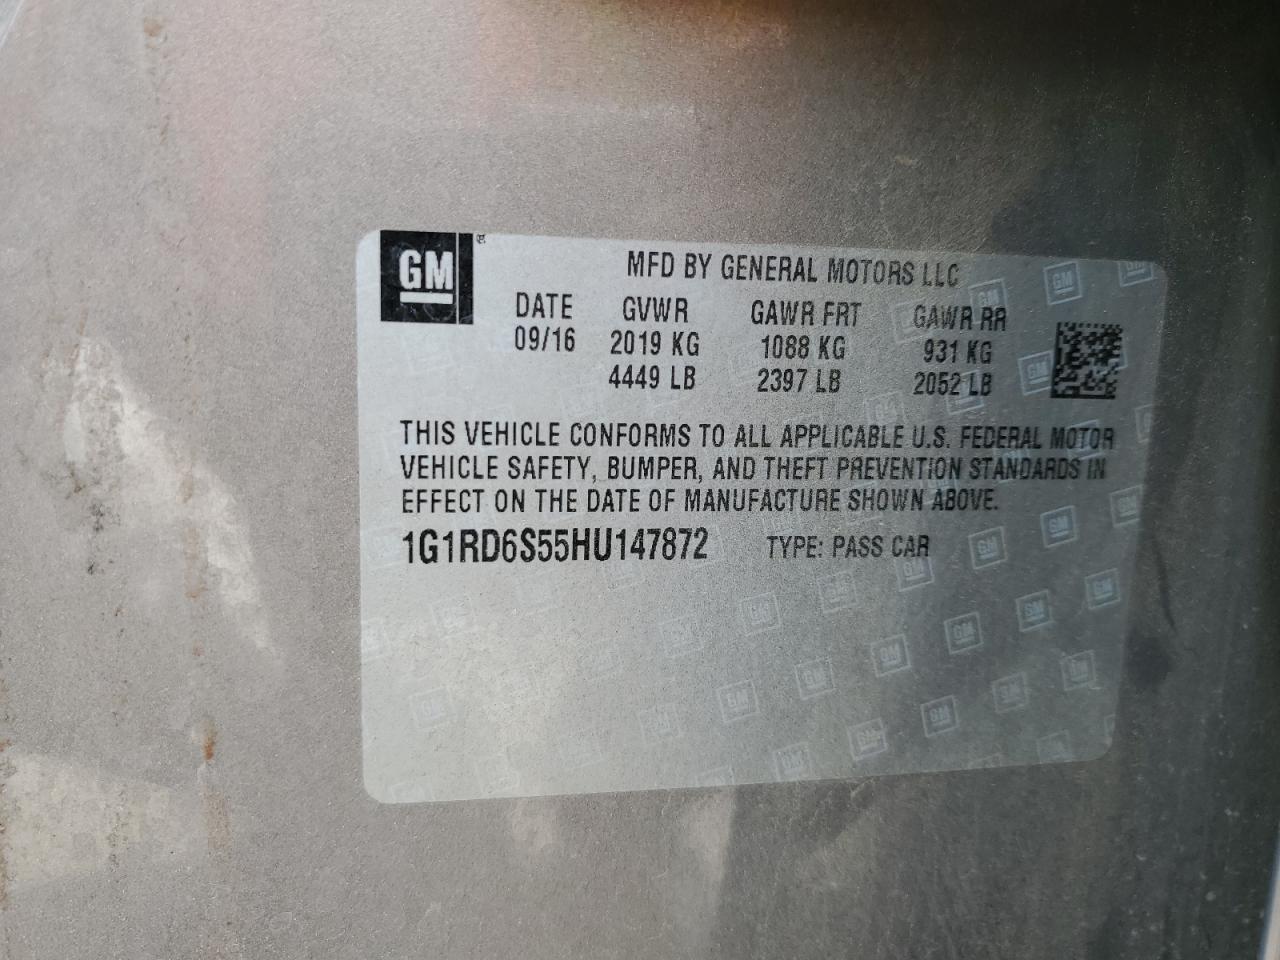 GM ®
MFD BY GENERAL MOTORS LLC
DATE GVWR GAWR FRT GAWR RR
09/16 2019 KG 1088 KG 931 KG
4449 LB 2397 LB 2052 LB
THIS VEHICLE CONFORMS TO ALL APPLICABLE U.S. FEDERAL MOTOR
VEHICLE SAFETY, BUMPER, AND THEFT PREVENTION STANDARDS IN
EFFECT ON THE DATE OF MANUFACTURE SHOWN ABOVE.
1G1RD6S55HU147872 TYPE: PASS CAR